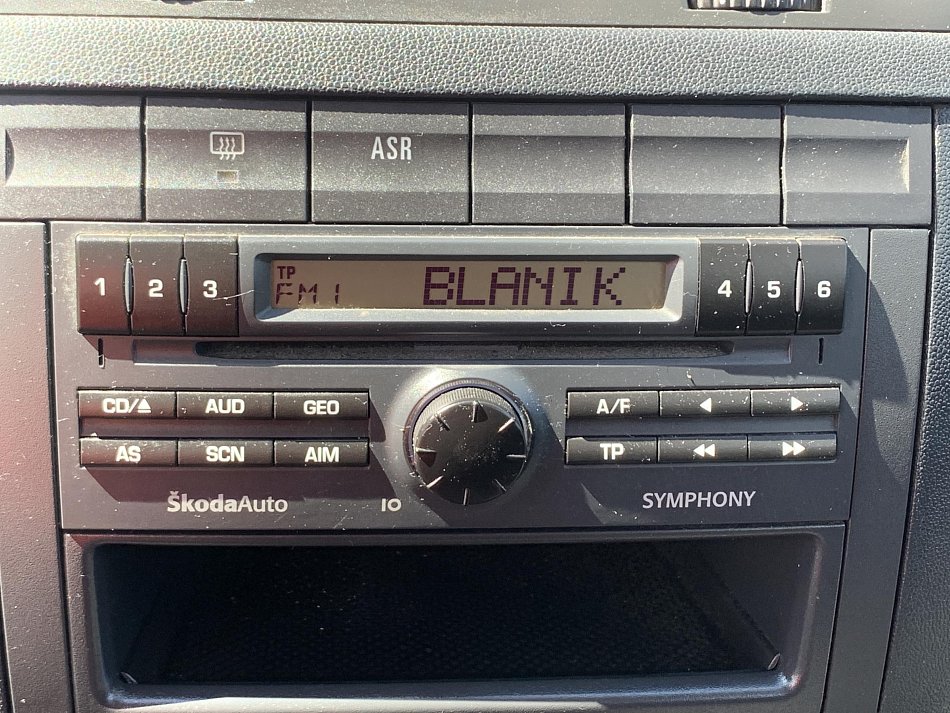 ASR
1 2 3
TP
FM1 BLANIK
4 5 6
CD/⏏ AUD GEO
AS SCN AIM
A/F
TP
ŠkodaAuto
IO
SYMPHONY